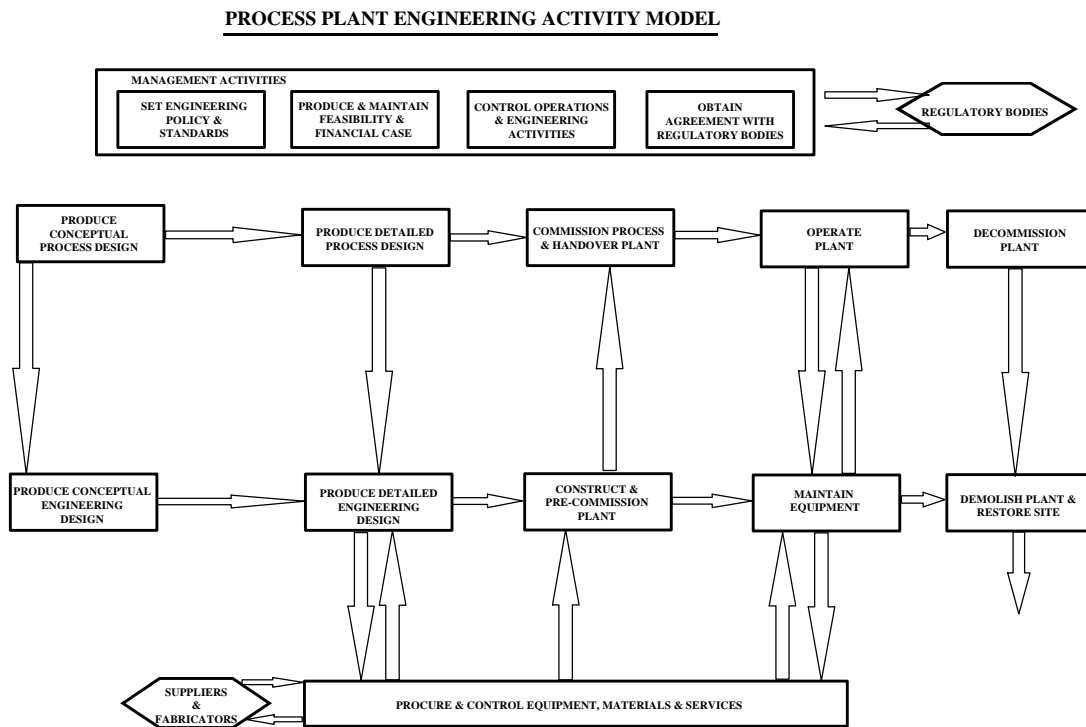 PROCESS PLANT ENGINEERING ACTIVITY MODEL
MANAGEMENT ACTIVITIES
SET ENGINEERING
POLICY &
STANDARDS
PRODUCE & MAINTAIN
FEASIBILITY &
FINANCIAL CASE
CONTROL OPERATIONS
& ENGINEERING
ACTIVITIES
OBTAIN
AGREEMENT WITH
REGULATORY BODIES
REGULATORY BODIES
PRODUCE
CONCEPTUAL
PROCESS DESIGN
PRODUCE DETAILED
PROCESS DESIGN
COMMISSION PROCESS
& HANDOVER PLANT
OPERATE
PLANT
DECOMMISSION
PLANT
PRODUCE CONCEPTUAL
ENGINEERING
DESIGN
PRODUCE DETAILED
ENGINEERING
DESIGN
CONSTRUCT &
PRE-COMMISSION
PLANT
MAINTAIN
EQUIPMENT
DEMOLISH PLANT &
RESTORE SITE
SUPPLIERS
&
FABRICATORS
PROCURE & CONTROL EQUIPMENT, MATERIALS & SERVICES